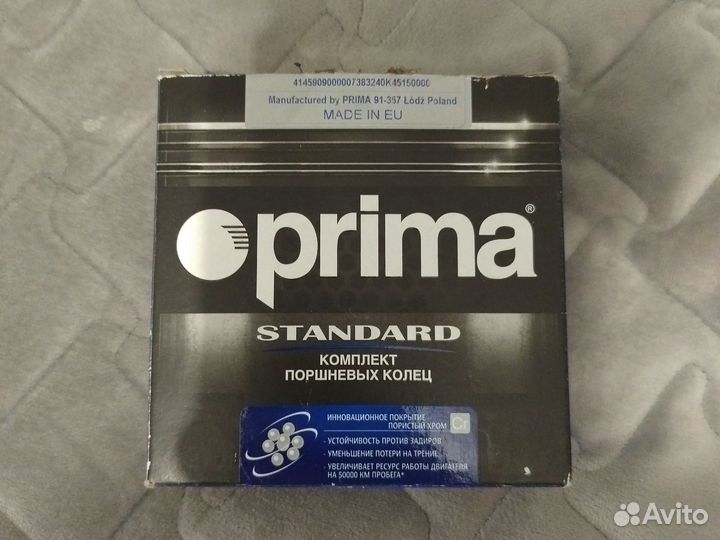 4145909000007383240K45150000
Manufactured by PRIMA 91-357 Łódź Poland
MADE IN EU
prima®
STANDARD
КОМПЛЕКТ
ПОРШНЕВЫХ КОЛЕЦ
ИННОВАЦИОННОЕ ПОКРЫТИЕ
ПОРИСТЫЙ ХРОМ Cr
- УСТОЙЧИВОСТЬ ПРОТИВ ЗАДИРОВ
- УМЕНЬШЕНИЕ ПОТЕРИ НА ТРЕНИЕ
- УВЕЛИЧИВАЕТ РЕСУРС РАБОТЫ ДВИГАТЕЛЯ
НА 50000 КМ ПРОБЕГА*
Avito